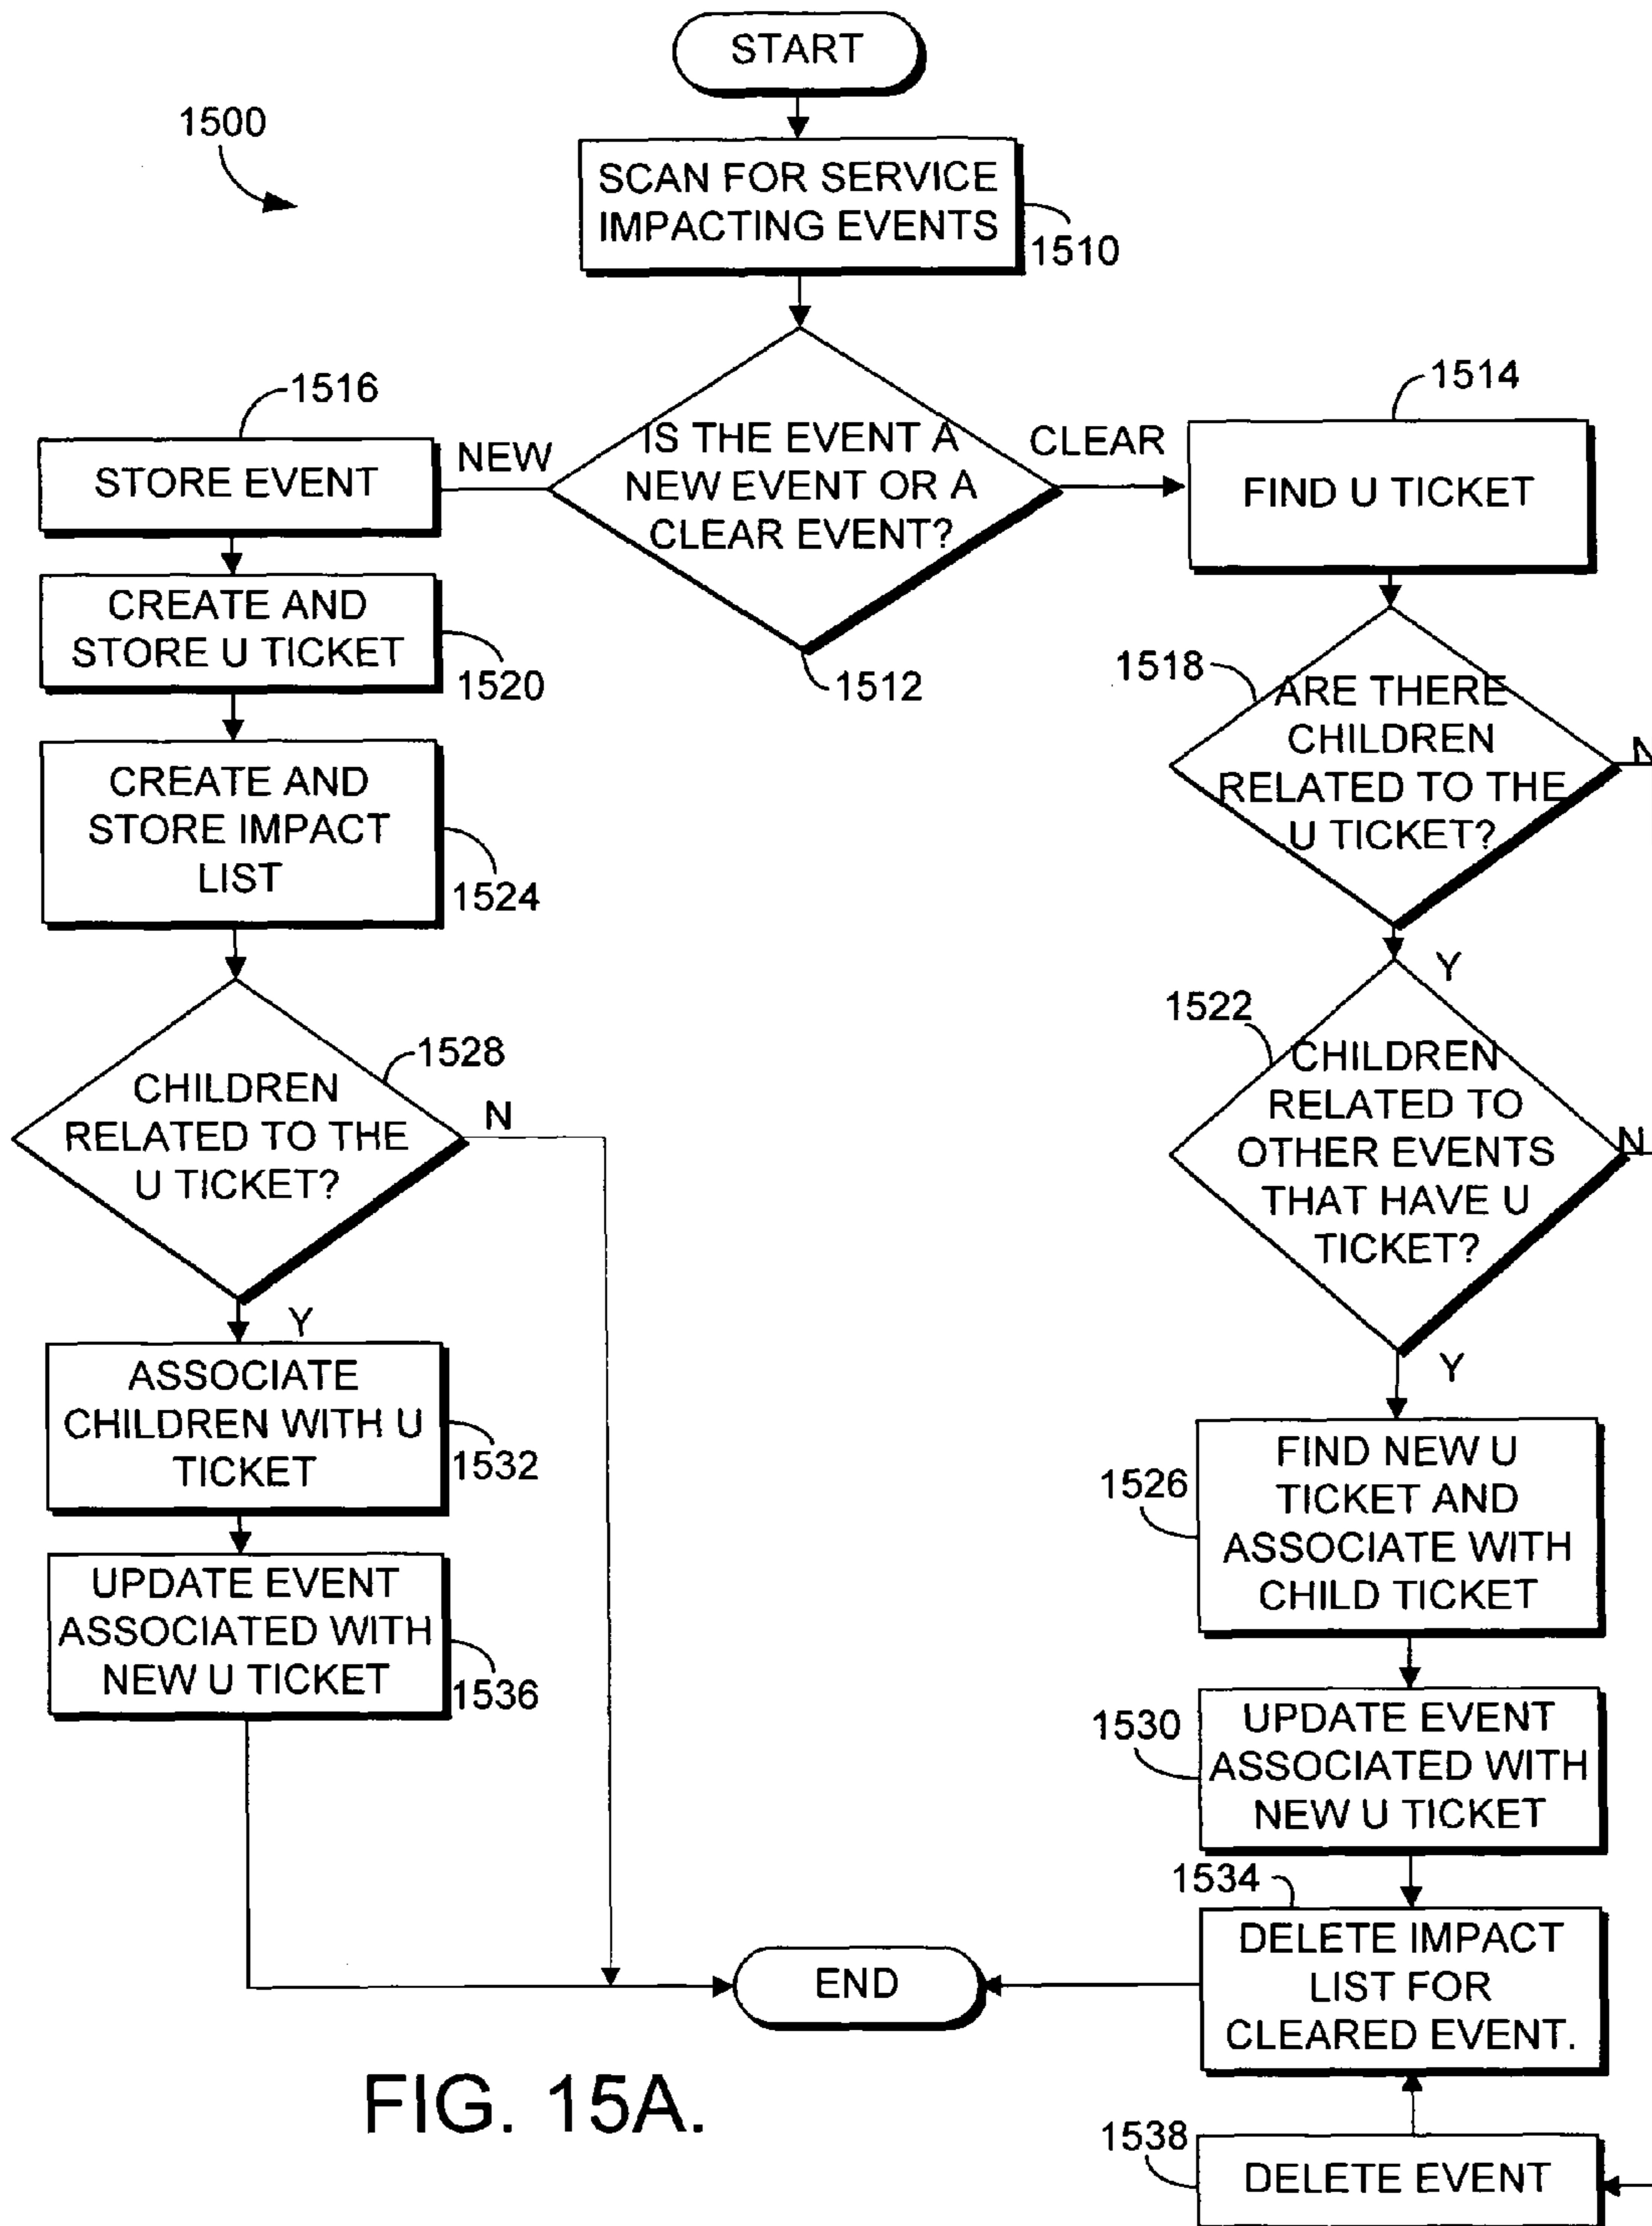 START
1500
SCAN FOR SERVICE
IMPACTING EVENTS
1510
IS THE EVENT A
NEW EVENT OR A
CLEAR EVENT?
1512
NEW
CLEAR
1516
STORE EVENT
CREATE AND
STORE U TICKET
1520
CREATE AND
STORE IMPACT
LIST
1524
CHILDREN
RELATED TO THE
U TICKET?
1528
N
Y
ASSOCIATE
CHILDREN WITH U
TICKET
1532
UPDATE EVENT
ASSOCIATED WITH
NEW U TICKET
1536
1514
FIND U TICKET
1518
ARE THERE
CHILDREN
RELATED TO THE
U TICKET?
N
Y
1522
CHILDREN
RELATED TO
OTHER EVENTS
THAT HAVE U
TICKET?
N
Y
1526
FIND NEW U
TICKET AND
ASSOCIATE WITH
CHILD TICKET
1530
UPDATE EVENT
ASSOCIATED WITH
NEW U TICKET
1534
DELETE IMPACT
LIST FOR
CLEARED EVENT.
END
1538
DELETE EVENT
FIG. 15A.